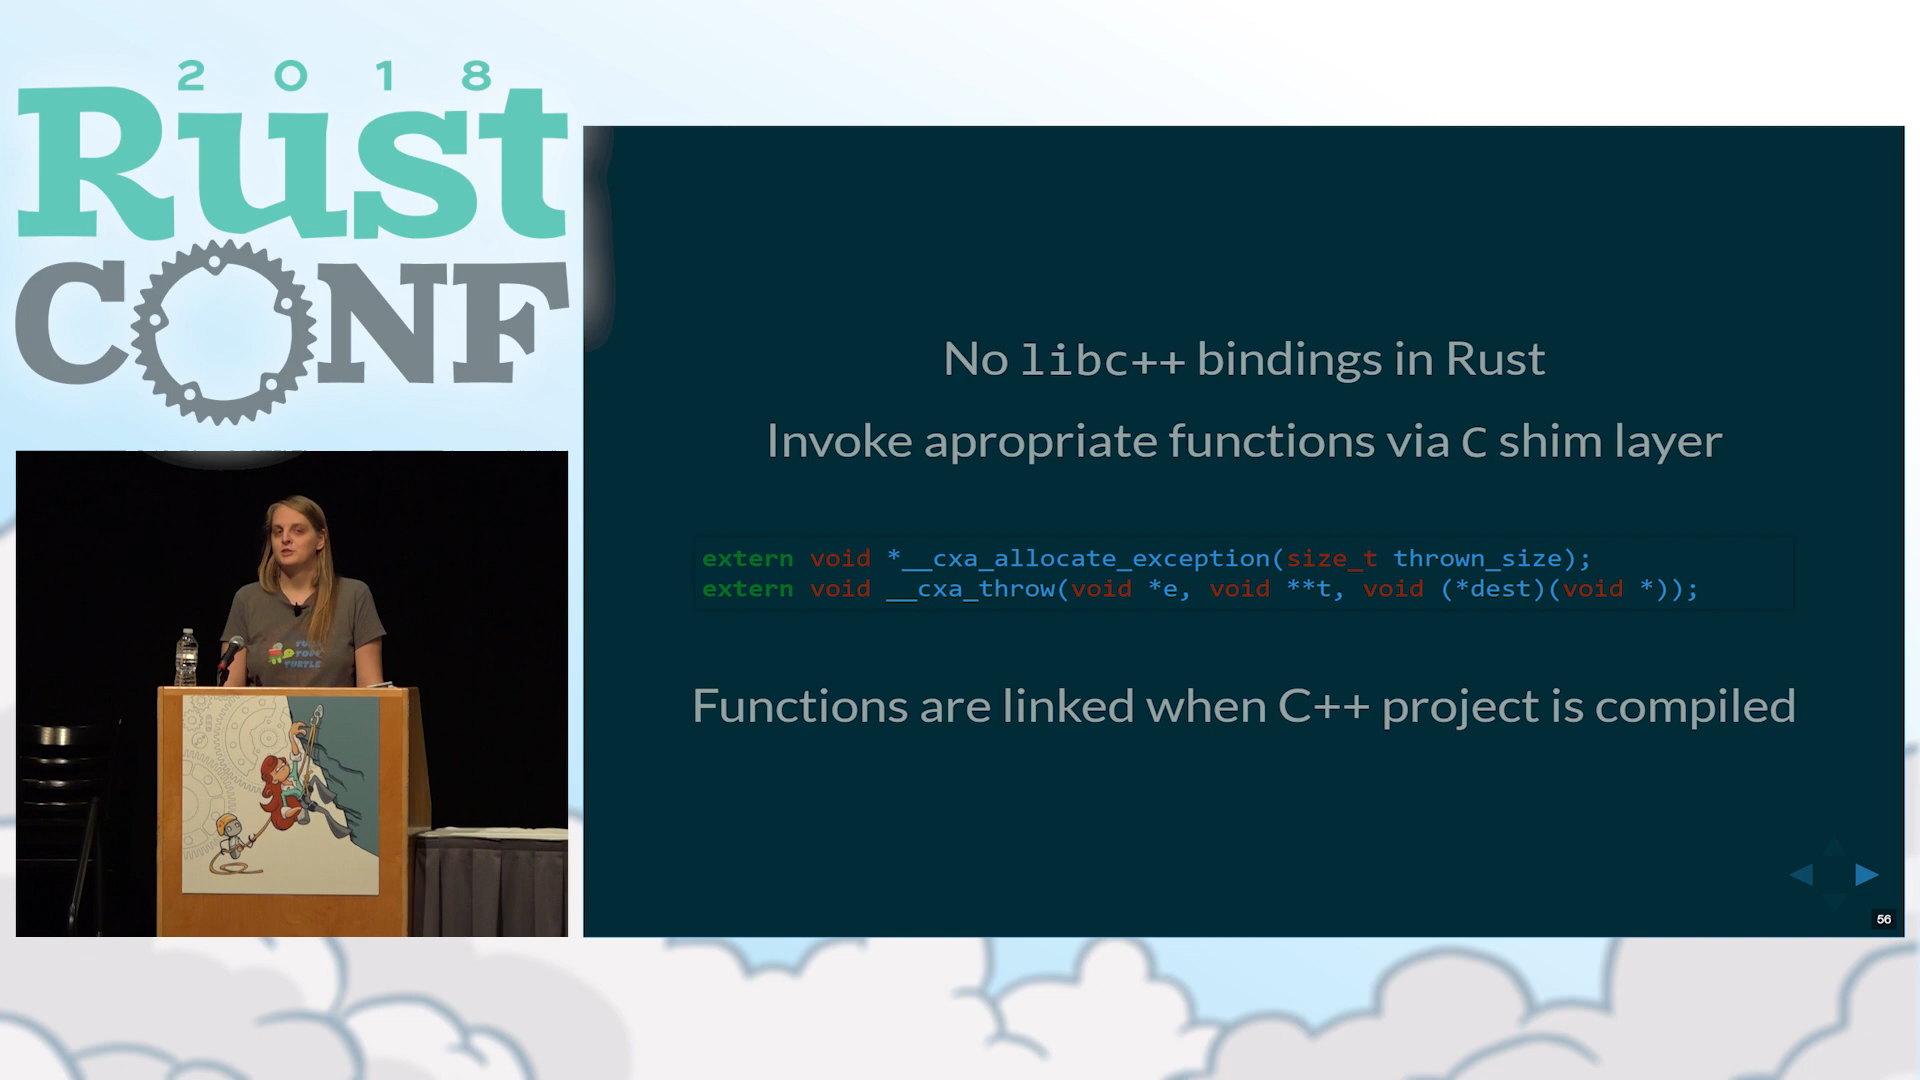 2018
Rust
CONF
No libc++ bindings in Rust
Invoke apropriate functions via C shim layer
extern void *__cxa_allocate_exception(size_t thrown_size);
extern void __cxa_throw(void *e, void **t, void (*dest)(void *));
Functions are linked when C++ project is compiled
56
TURTLE